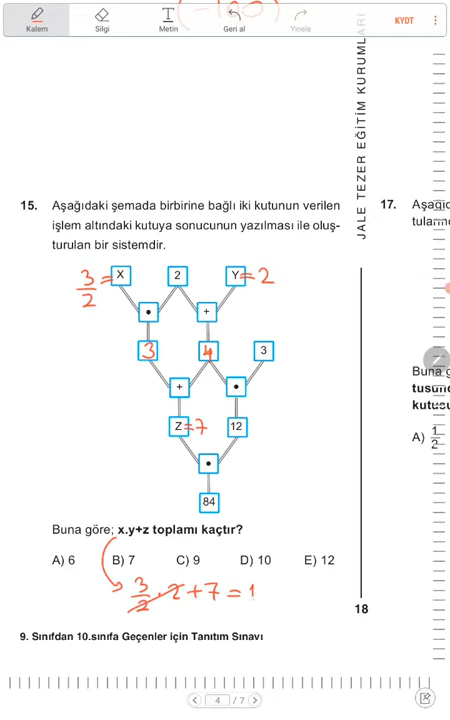 (-100)
Kalem Silgi Metin Geri al Yinele KYDT
JALE TEZER EĞİTİM KURUMLARI
15. Aşağıdaki şemada birbirine bağlı iki kutunun verilen
işlem altındaki kutuya sonucunun yazılması ile oluş-
turulan bir sistemdir.
3/2 = X 2 Y = 2
• +
3 4 3
+ •
Z = 7 12
•
84
Buna göre; x.y+z toplamı kaçtır?
A) 6 B) 7 C) 9 D) 10 E) 12
3/2 . 2 + 7 = 1
18
9. Sınıfdan 10.sınıfa Geçenler için Tanıtım Sınavı
17. Aşağıd
tuların
Buna g
tusund
kutusu
A) 1/2
4 / 7